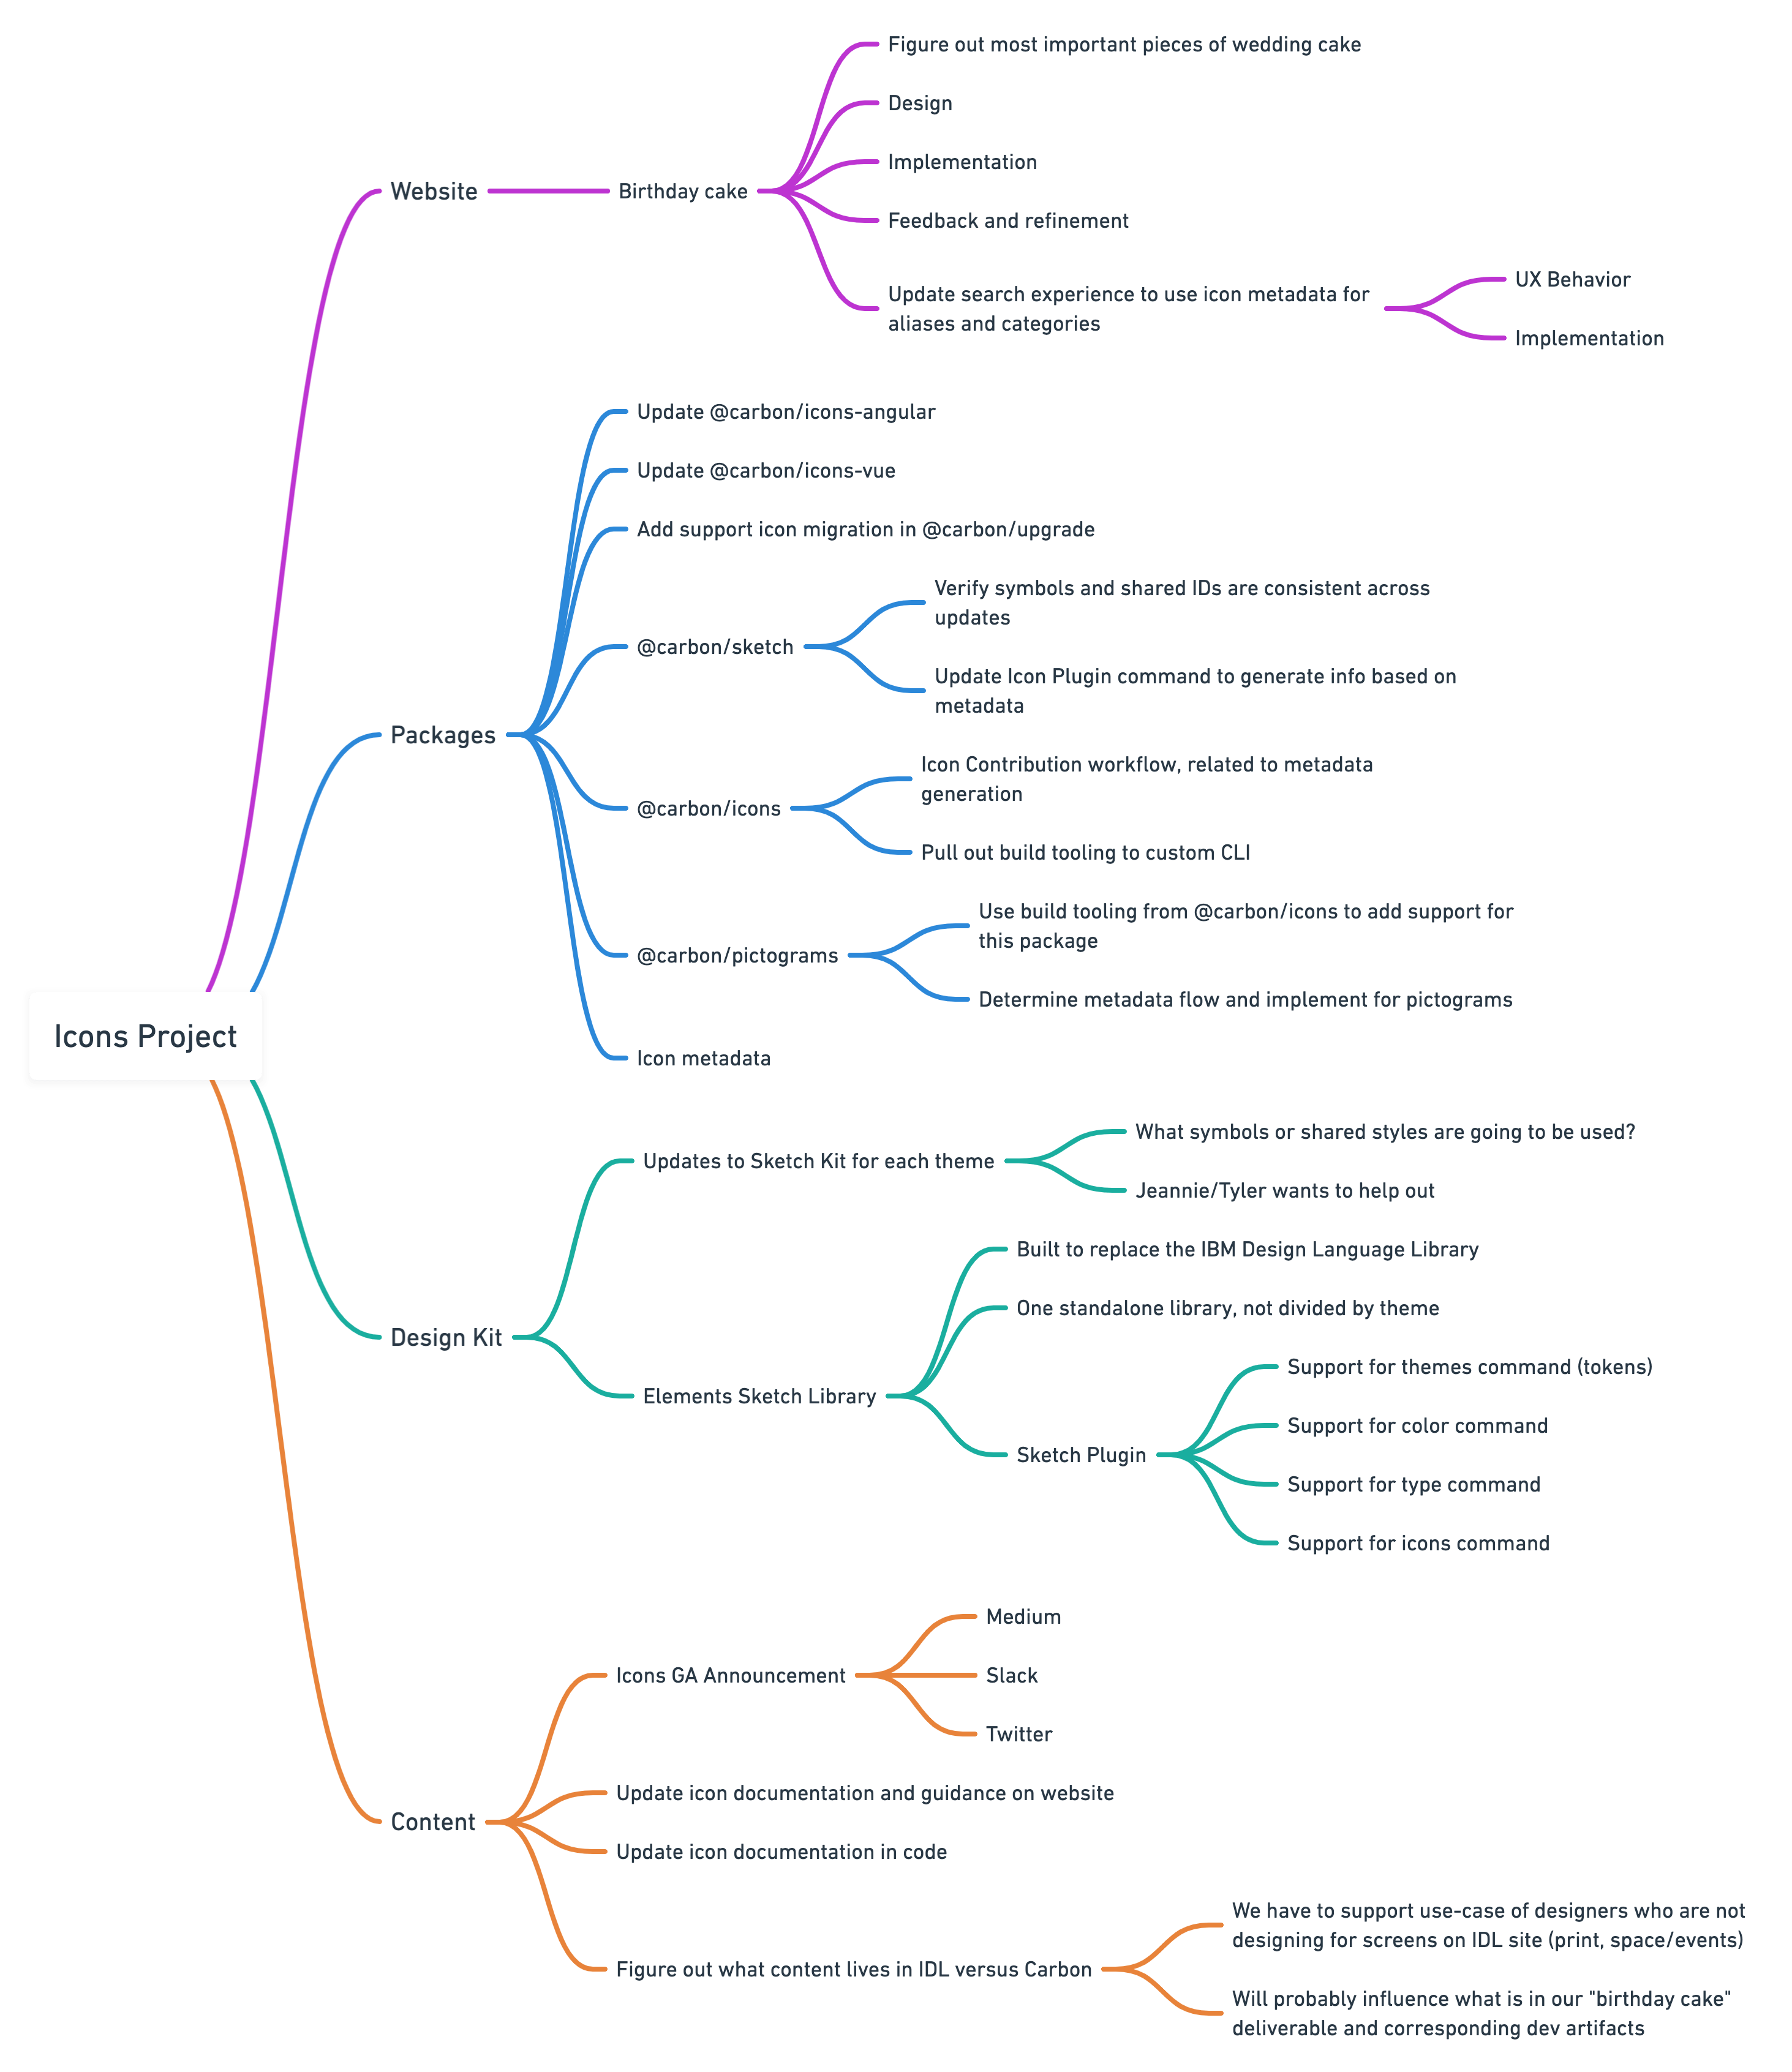 Icons Project
Website
Birthday cake
Figure out most important pieces of wedding cake
Design
Implementation
Feedback and refinement
Update search experience to use icon metadata for
aliases and categories
UX Behavior
Implementation
Packages
Update @carbon/icons-angular
Update @carbon/icons-vue
Add support icon migration in @carbon/upgrade
@carbon/sketch
Verify symbols and shared IDs are consistent across
updates
Update Icon Plugin command to generate info based on
metadata
@carbon/icons
Icon Contribution workflow, related to metadata
generation
Pull out build tooling to custom CLI
@carbon/pictograms
Use build tooling from @carbon/icons to add support for
this package
Determine metadata flow and implement for pictograms
Icon metadata
Design Kit
Updates to Sketch Kit for each theme
What symbols or shared styles are going to be used?
Jeannie/Tyler wants to help out
Elements Sketch Library
Built to replace the IBM Design Language Library
One standalone library, not divided by theme
Sketch Plugin
Support for themes command (tokens)
Support for color command
Support for type command
Support for icons command
Content
Icons GA Announcement
Medium
Slack
Twitter
Update icon documentation and guidance on website
Update icon documentation in code
Figure out what content lives in IDL versus Carbon
We have to support use-case of designers who are not
designing for screens on IDL site (print, space/events)
Will probably influence what is in our "birthday cake"
deliverable and corresponding dev artifacts